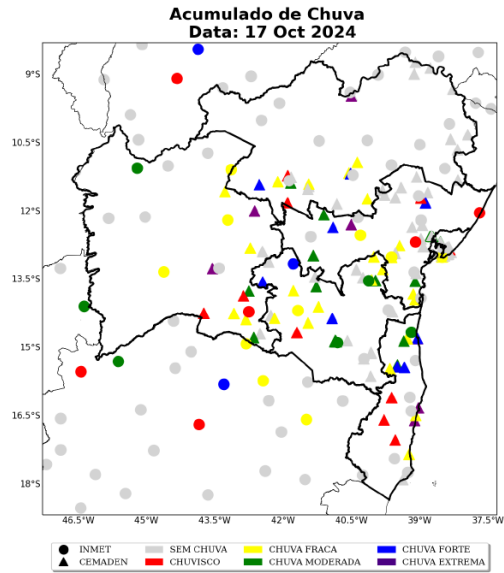 Acumulado de Chuva
Data: 17 Oct 2024
9°S
10.5°S
12°S
13.5°S
15°S
16.5°S
18°S
46.5°W 45°W 43.5°W 42°W 40.5°W 39°W 37.5°W
INMET SEM CHUVA CHUVA FRACA CHUVA FORTE
CEMADEN CHUVISCO CHUVA MODERADA CHUVA EXTREMA